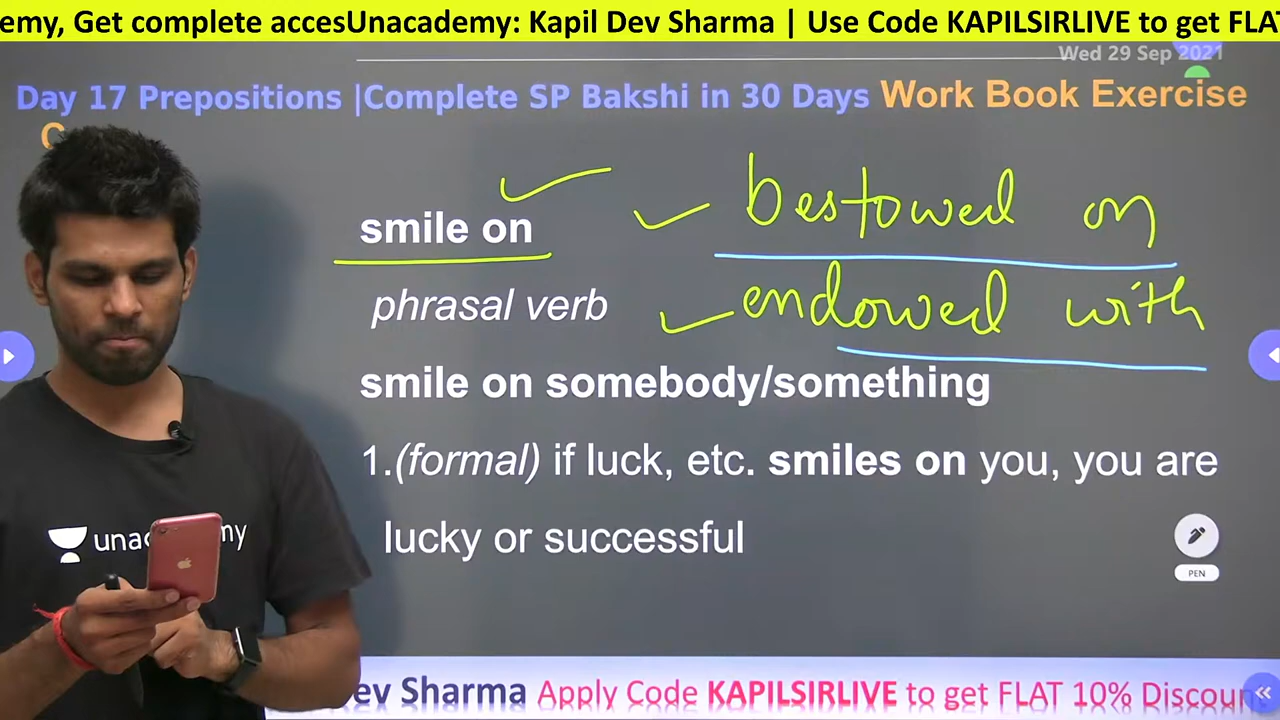 emy, Get complete accesUnacademy: Kapil Dev Sharma | Use Code KAPILSIRLIVE to get FLA
Wed 29 Sep 2021
Day 17 Prepositions |Complete SP Bakshi in 30 Days Work Book Exercise
smile on
bestowed on
phrasal verb
endowed with
smile on somebody/something
1.(formal) if luck, etc. smiles on you, you are
lucky or successful
unac my
PEN
ev Sharma Apply Code KAPILSIRLIVE to get FLAT 10% Discoun